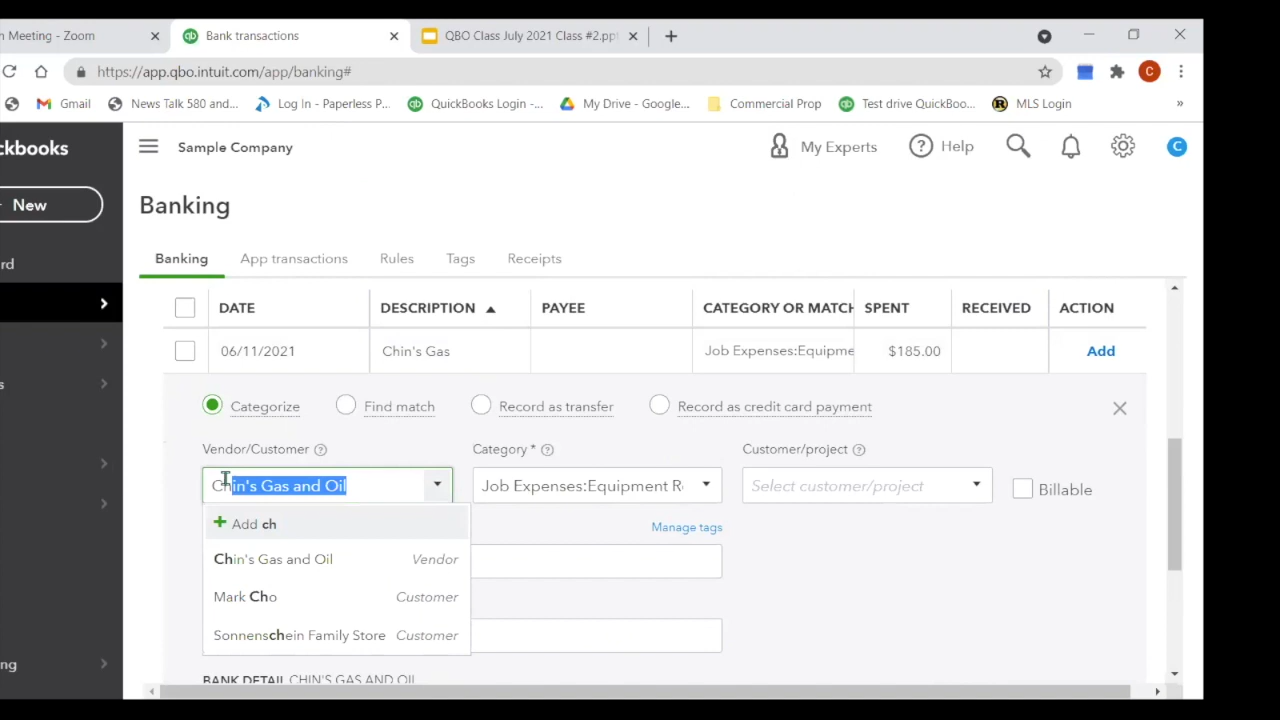 n Meeting - Zoom
Bank transactions
QBO Class July 2021 Class #2.ppt
https://app.qbo.intuit.com/app/banking#
C
Gmail
News Talk 580 and...
Log In - Paperless P...
QuickBooks Login -...
My Drive - Google...
Commercial Prop
Test drive QuickBoo...
MLS Login
»
ckbooks
Sample Company
My Experts
Help
C
New
Banking
rd
Banking
App transactions
Rules
Tags
Receipts
DATE
DESCRIPTION
PAYEE
CATEGORY OR MATCH
SPENT
RECEIVED
ACTION
06/11/2021
Chin's Gas
Job Expenses:Equipme
$185.00
Add
s
Categorize
Find match
Record as transfer
Record as credit card payment
Vendor/Customer
Category *
Customer/project
Chin's Gas and Oil
Job Expenses:Equipment R
Select customer/project
Billable
Add ch
Manage tags
Chin's Gas and Oil Vendor
Mark Cho Customer
Sonnenschein Family Store Customer
ng
BANK DETAIL CHIN'S GAS AND OIL